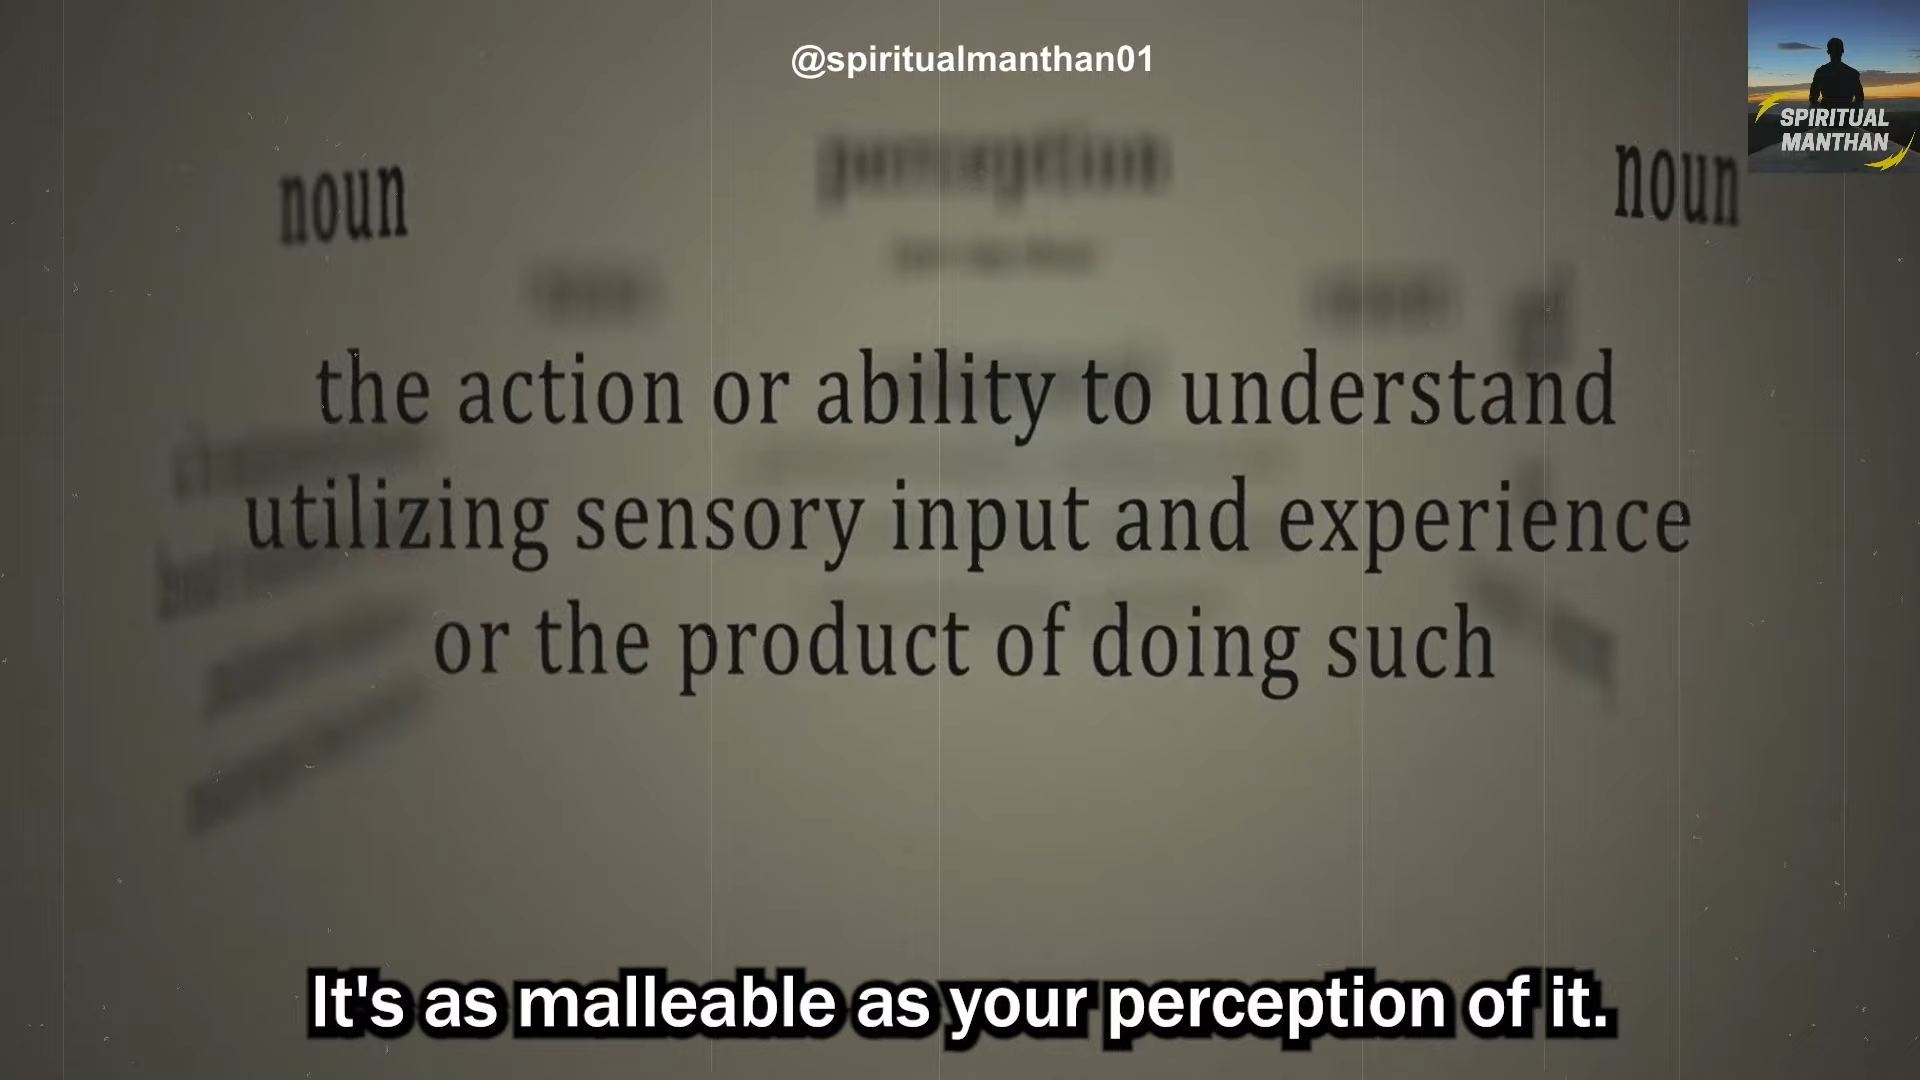 @spiritualmanthan01
SPIRITUAL
MANTHAN
noun
perception
noun
the action or ability to understand
utilizing sensory input and experience
or the product of doing such
It's as malleable as your perception of it.